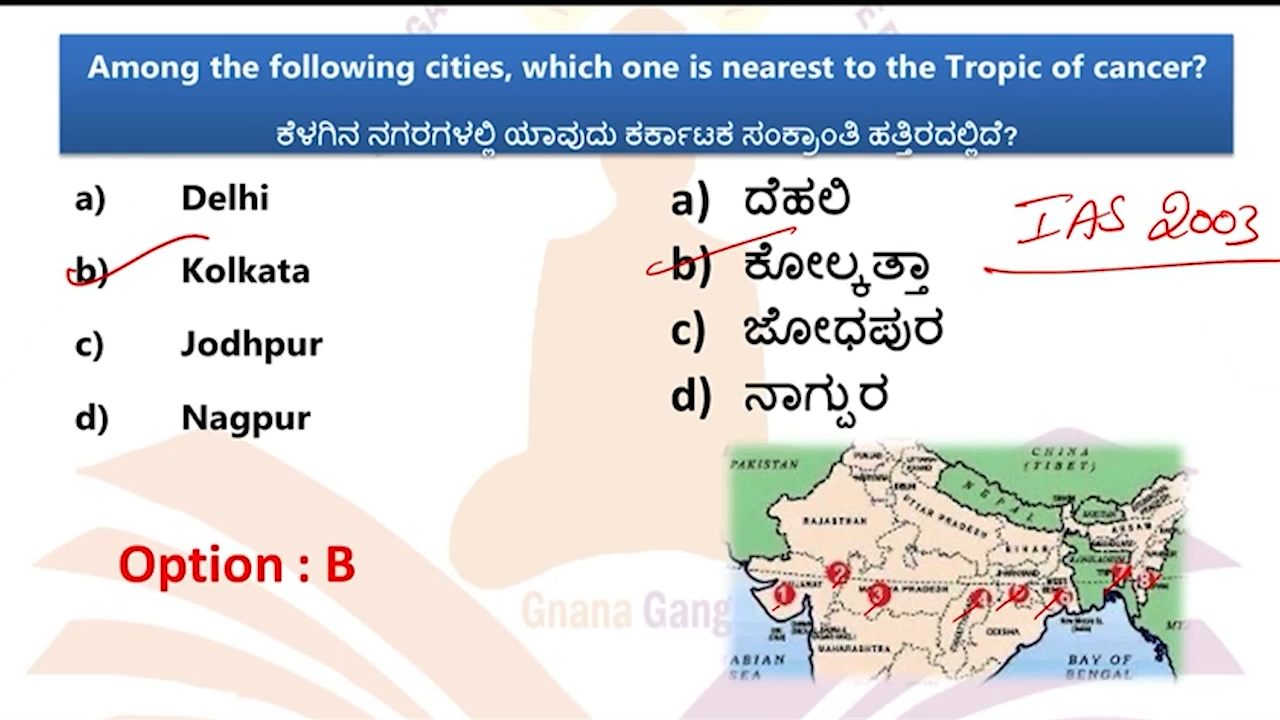 Among the following cities, which one is nearest to the Tropic of cancer?
ಕೆಳಗಿನ ನಗರಗಳಲ್ಲಿ ಯಾವುದು ಕರ್ಕಾಟಕ ಸಂಕ್ರಾಂತಿ ಹತ್ತಿರದಲ್ಲಿದೆ?
a) Delhi
b) Kolkata
c) Jodhpur
d) Nagpur
a) ದೆಹಲಿ
b) ಕೋಲ್ಕತ್ತಾ
c) ಜೋಧಪುರ
d) ನಾಗ್ಪುರ
IAS 2003
Option : B
Gnana Gang
PAKISTAN
CHINA
(TIBET)
NEPAL
DELHI
RAJASTHAN
UTTAR PRADESH
BIHAR
ASSAM
ODISHA
MAHARASHTRA
ARABIAN
SEA
BAY OF
BENGAL